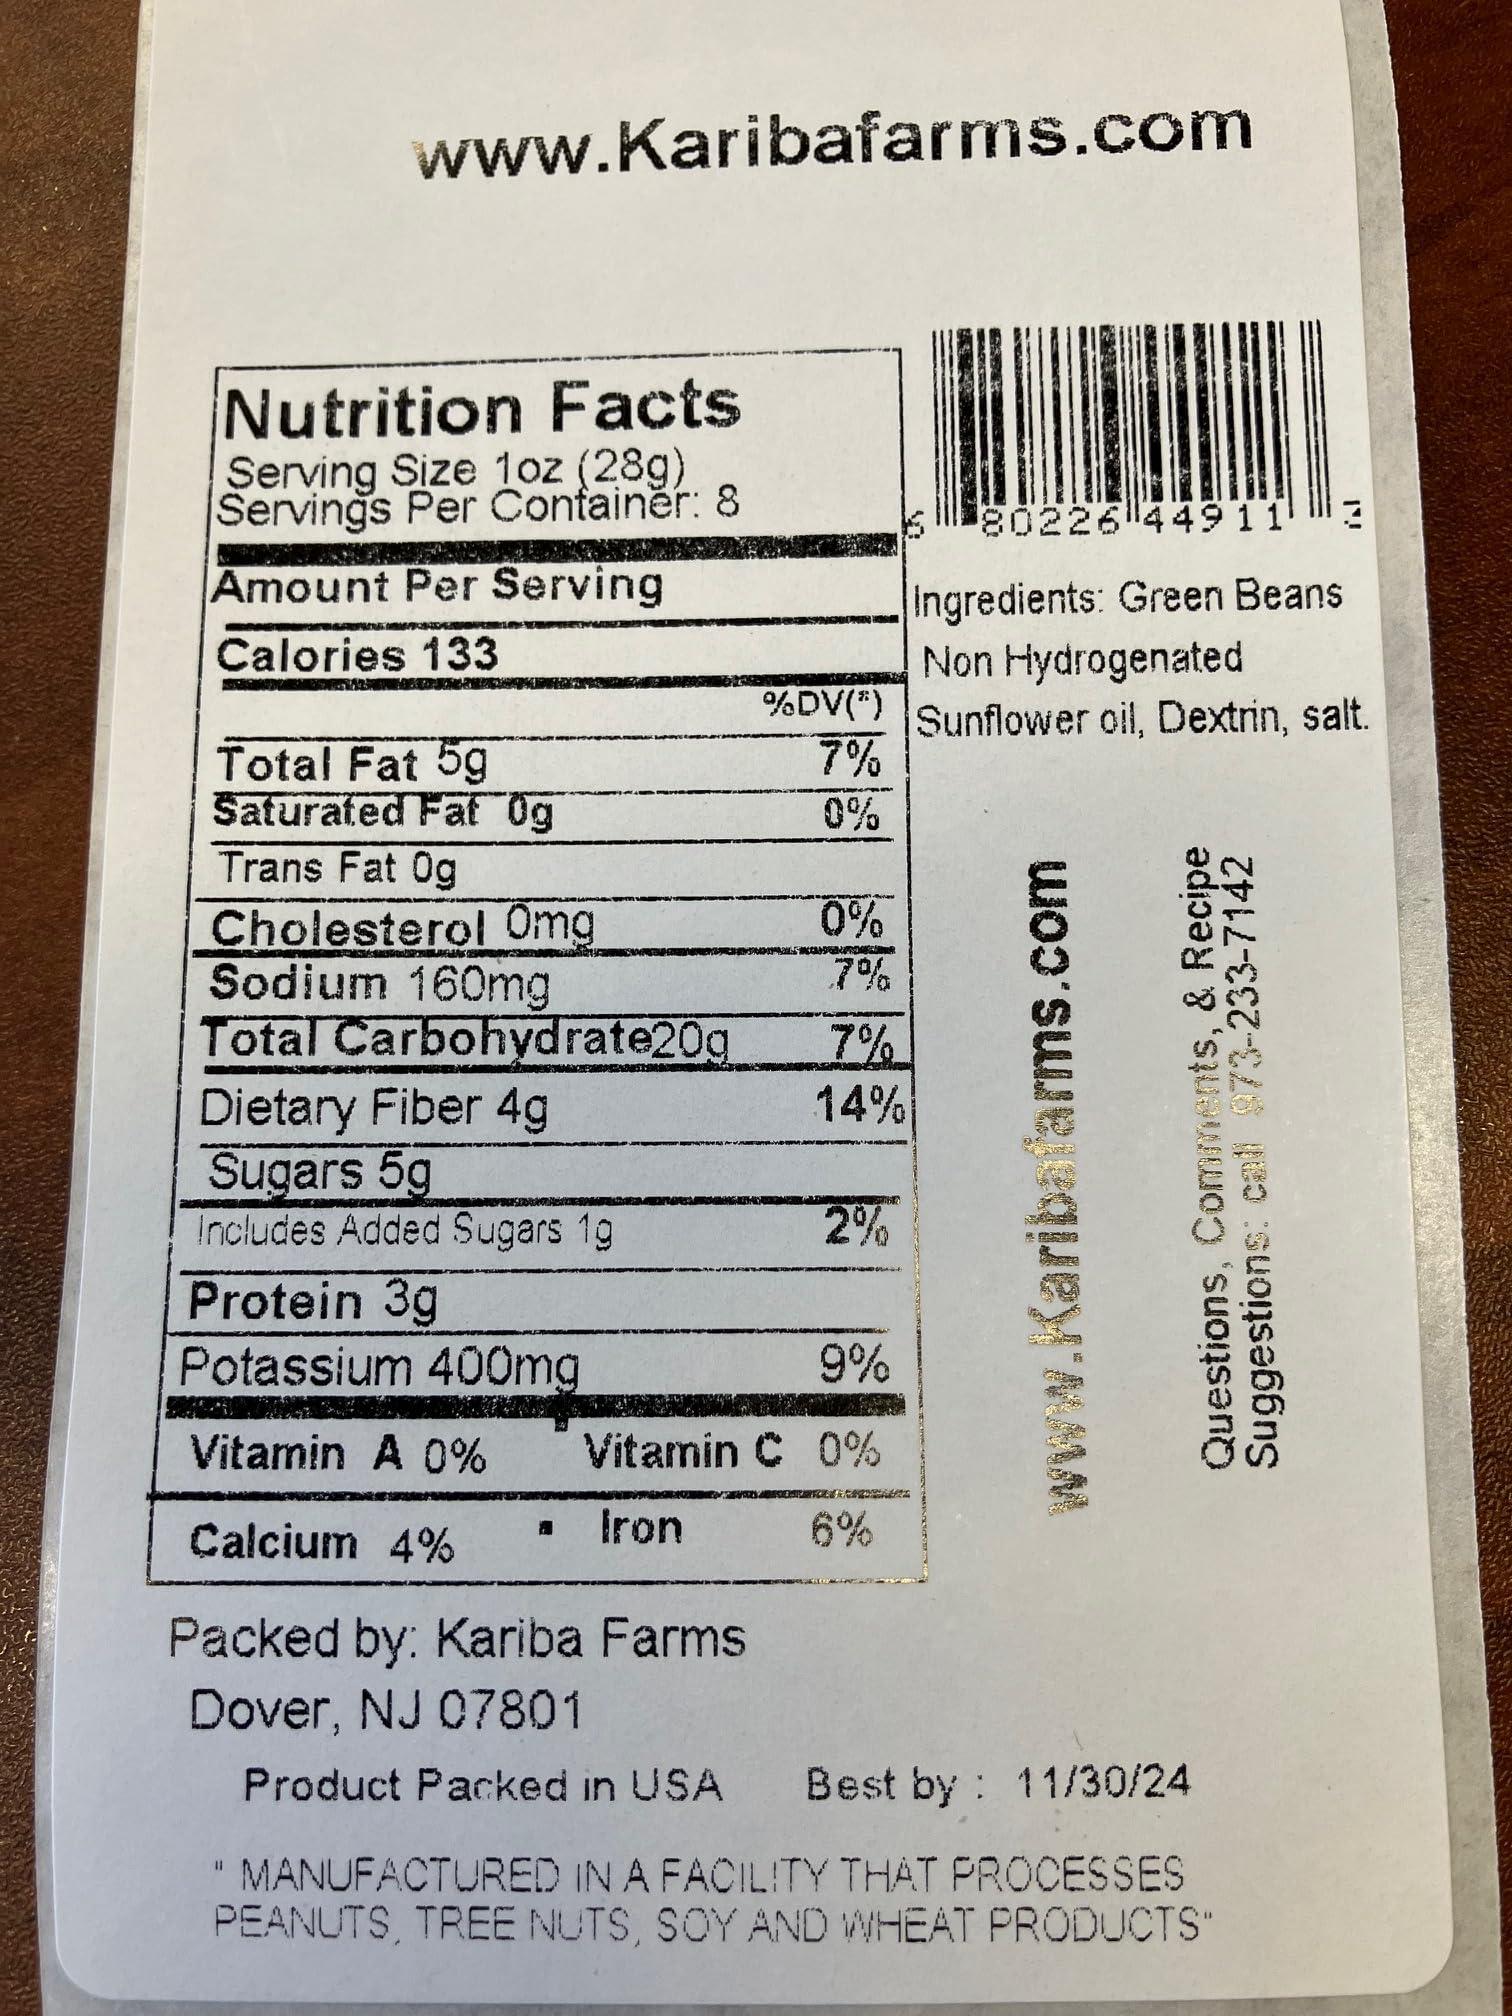 www.Karibafarms.com
Nutrition Facts
Serving Size 1oz (28g)
Servings Per Container: 8
Amount Per Serving
Calories 133
%DV(*)
Total Fat 5g 7%
Saturated Fat 0g 0%
Trans Fat 0g
Cholesterol 0mg 0%
Sodium 160mg 7%
Total Carbohydrate20g 7%
Dietary Fiber 4g 14%
Sugars 5g
Includes Added Sugars 1g 2%
Protein 3g
Potassium 400mg 9%
Vitamin A 0% Vitamin C 0%
Calcium 4% ▪ Iron 6%
6 80226 44911 3
Ingredients: Green Beans
Non Hydrogenated
Sunflower oil, Dextrin, salt.
www.Karibafarms.com
Questions, Comments, & Recipe
Suggestions: call 973-233-7142
Packed by: Kariba Farms
Dover, NJ 07801
Product Packed in USA Best by : 11/30/24
" MANUFACTURED IN A FACILITY THAT PROCESSES
PEANUTS, TREE NUTS, SOY AND WHEAT PRODUCTS"